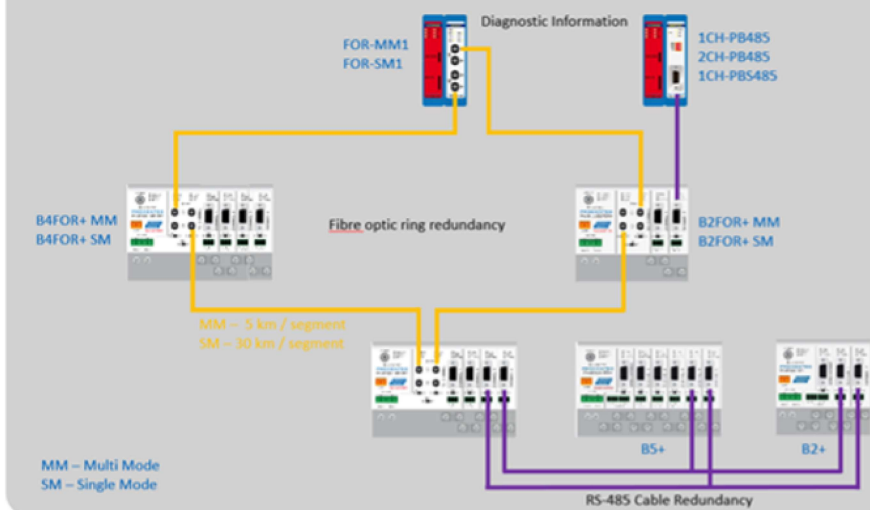 Diagnostic Information
FOR-MM1
FOR-SM1
1CH-PB485
2CH-PB485
1CH-PBS485
B4FOR+ MM
B4FOR+ SM
Fibre optic ring redundancy
B2FOR+ MM
B2FOR+ SM
MM – 5 km / segment
SM – 30 km / segment
B5+
B2+
MM – Multi Mode
SM – Single Mode
RS-485 Cable Redundancy